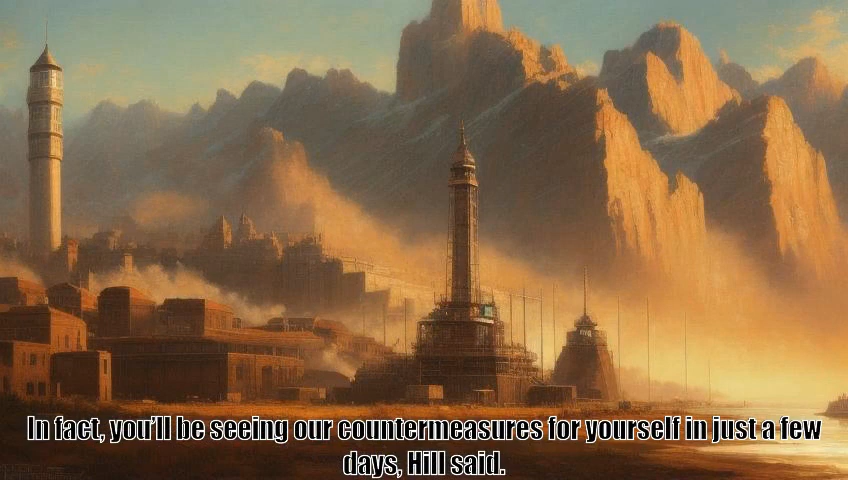 In fact, you'll be seeing our countermeasures for yourself in just a few
days, Hill said.